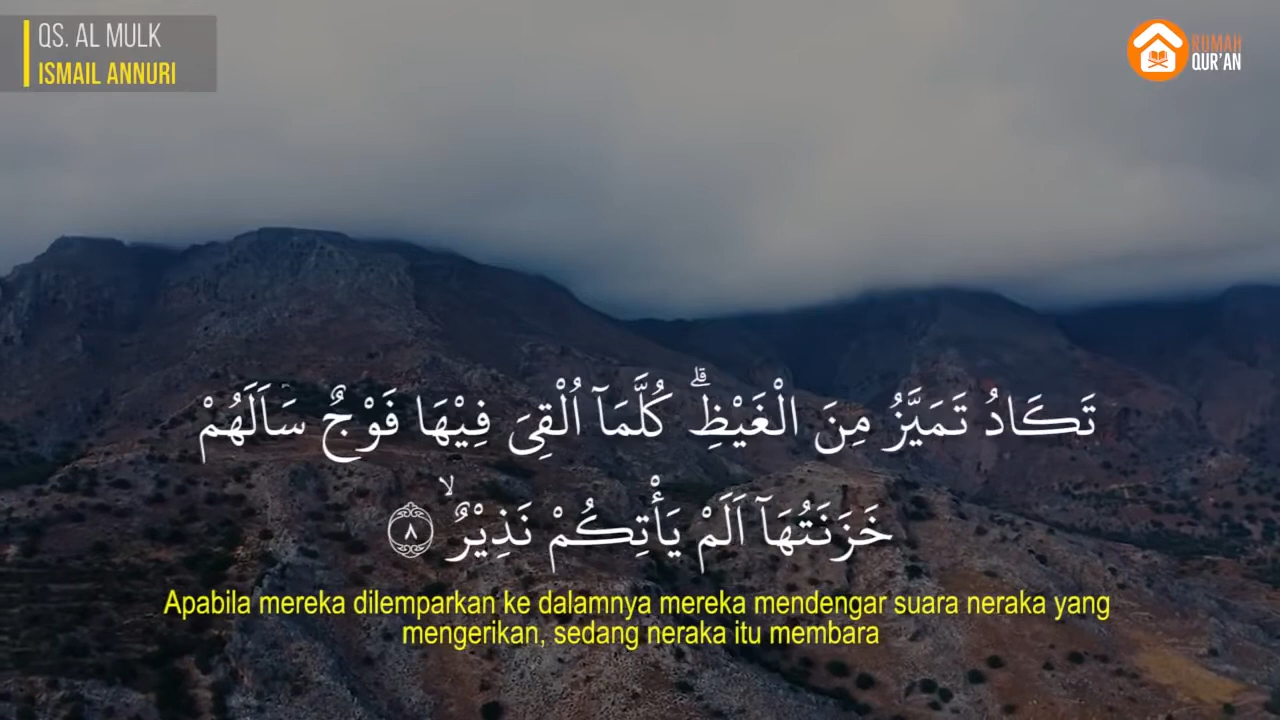 QS. AL MULK
ISMAIL ANNURI
RUMAH
QUR'AN
تَكَادُ تَمَيَّزُ مِنَ الْغَيْظِۗ كُلَّمَآ اُلْقِيَ فِيْهَا فَوْجٌ سَاَلَهُمْ
خَزَنَتُهَآ اَلَمْ يَأْتِكُمْ نَذِيْرٌۙ ۝٨
Apabila mereka dilemparkan ke dalamnya mereka mendengar suara neraka yang
mengerikan, sedang neraka itu membara